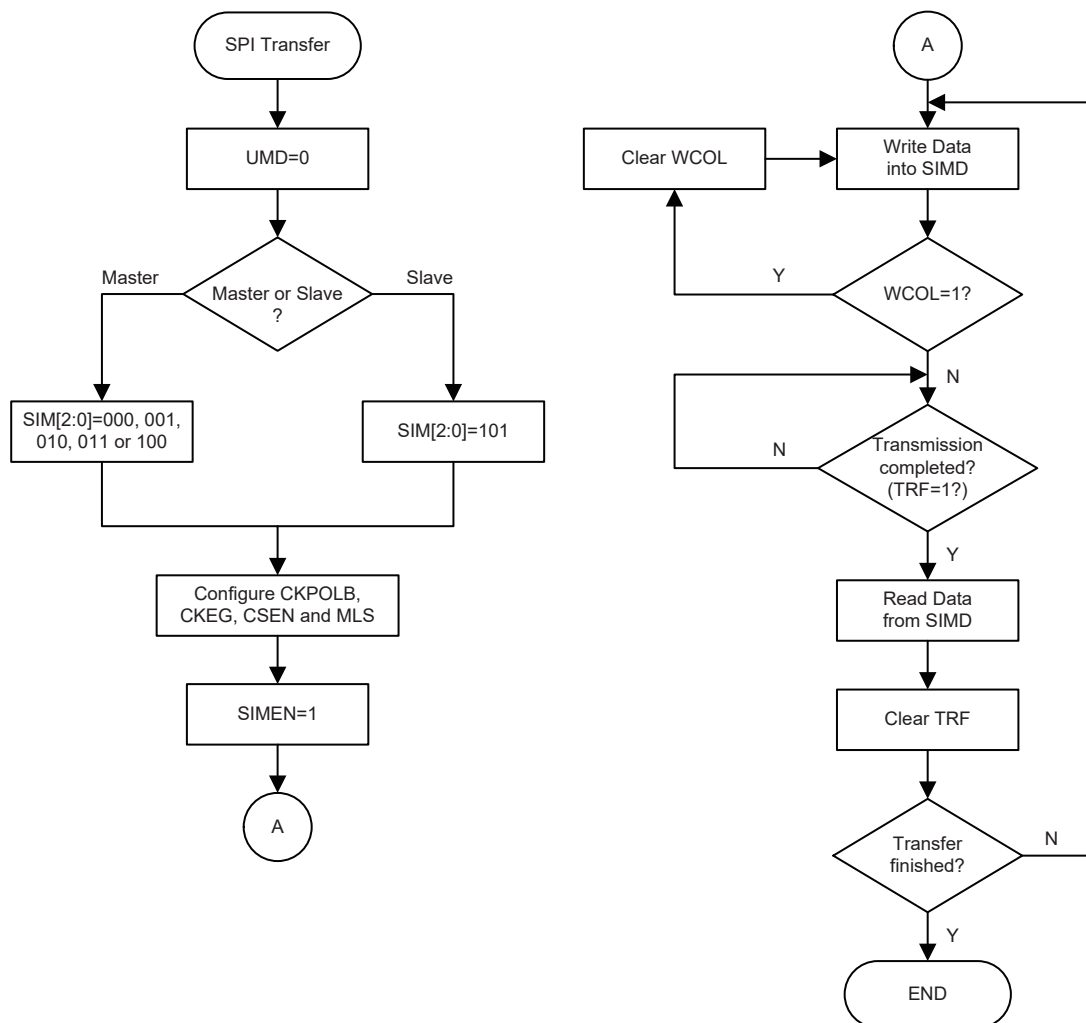 SPI Transfer
UMD=0
Master
Master or Slave
?
Slave
SIM[2:0]=000, 001,
010, 011 or 100
SIM[2:0]=101
Configure CKPOLB,
CKEG, CSEN and MLS
SIMEN=1
A
A
Clear WCOL
Write Data
into SIMD
Y
WCOL=1?
N
N
Transmission
completed?
(TRF=1?)
Y
Read Data
from SIMD
Clear TRF
Transfer
finished?
N
Y
END